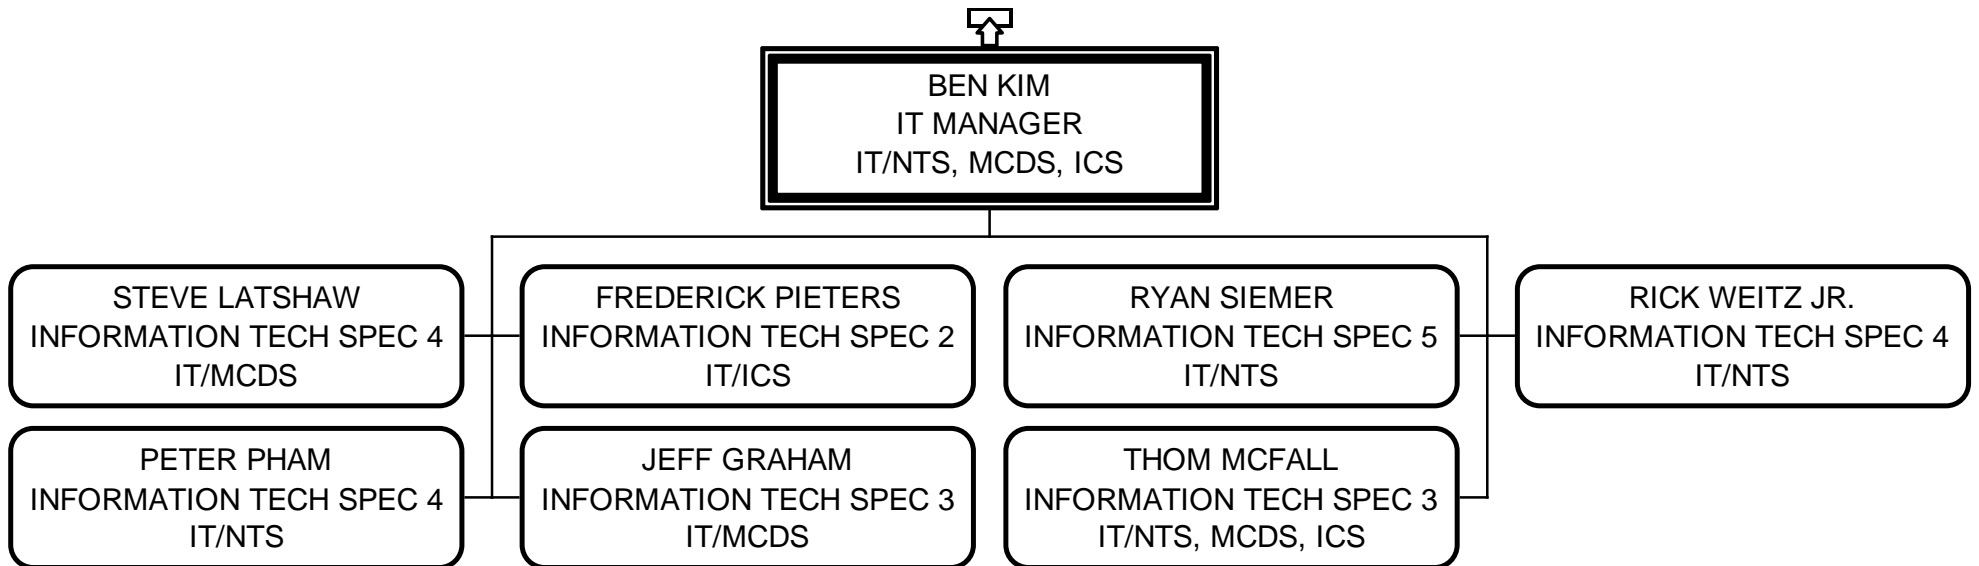 BEN KIM
IT MANAGER
IT/NTS, MCDS, ICS
STEVE LATSHAW
INFORMATION TECH SPEC 4
IT/MCDS
FREDERICK PIETERS
INFORMATION TECH SPEC 2
IT/ICS
RYAN SIEMER
INFORMATION TECH SPEC 5
IT/NTS
RICK WEITZ JR.
INFORMATION TECH SPEC 4
IT/NTS
PETER PHAM
INFORMATION TECH SPEC 4
IT/NTS
JEFF GRAHAM
INFORMATION TECH SPEC 3
IT/MCDS
THOM MCFALL
INFORMATION TECH SPEC 3
IT/NTS, MCDS, ICS